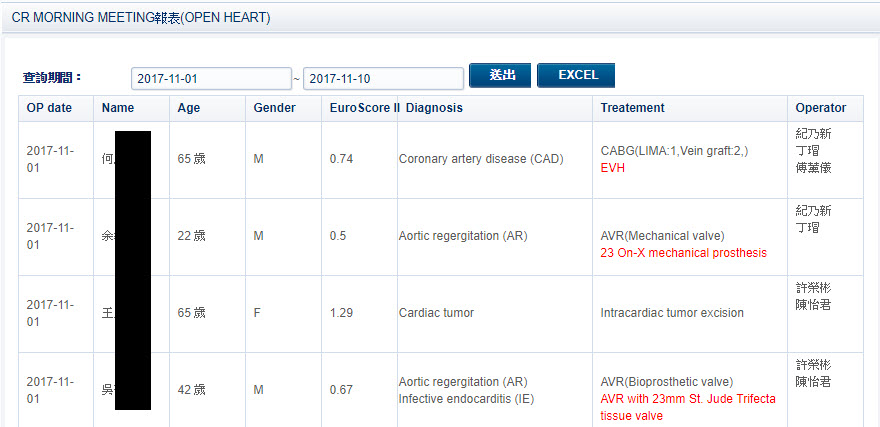 CR MORNING MEETING報表(OPEN HEART)
查詢期間： 2017-11-01 ~ 2017-11-10 送出 EXCEL
OP date Name Age Gender EuroScore II Diagnosis Treatement Operator
2017-11-01 何 65 歲 M 0.74 Coronary artery disease (CAD) CABG(LIMA:1,Vein graft:2,)
EVH
紀乃新
丁瑁
傅蕙儀
2017-11-01 余 22 歲 M 0.5 Aortic regergitation (AR) AVR(Mechanical valve)
23 On-X mechanical prosthesis
紀乃新
丁瑁
2017-11-01 王 65 歲 F 1.29 Cardiac tumor Intracardiac tumor excision
許榮彬
陳怡君
2017-11-01 吳 42 歲 M 0.67 Aortic regergitation (AR)
Infective endocarditis (IE)
AVR(Bioprosthetic valve)
AVR with 23mm St. Jude Trifecta
tissue valve
許榮彬
陳怡君